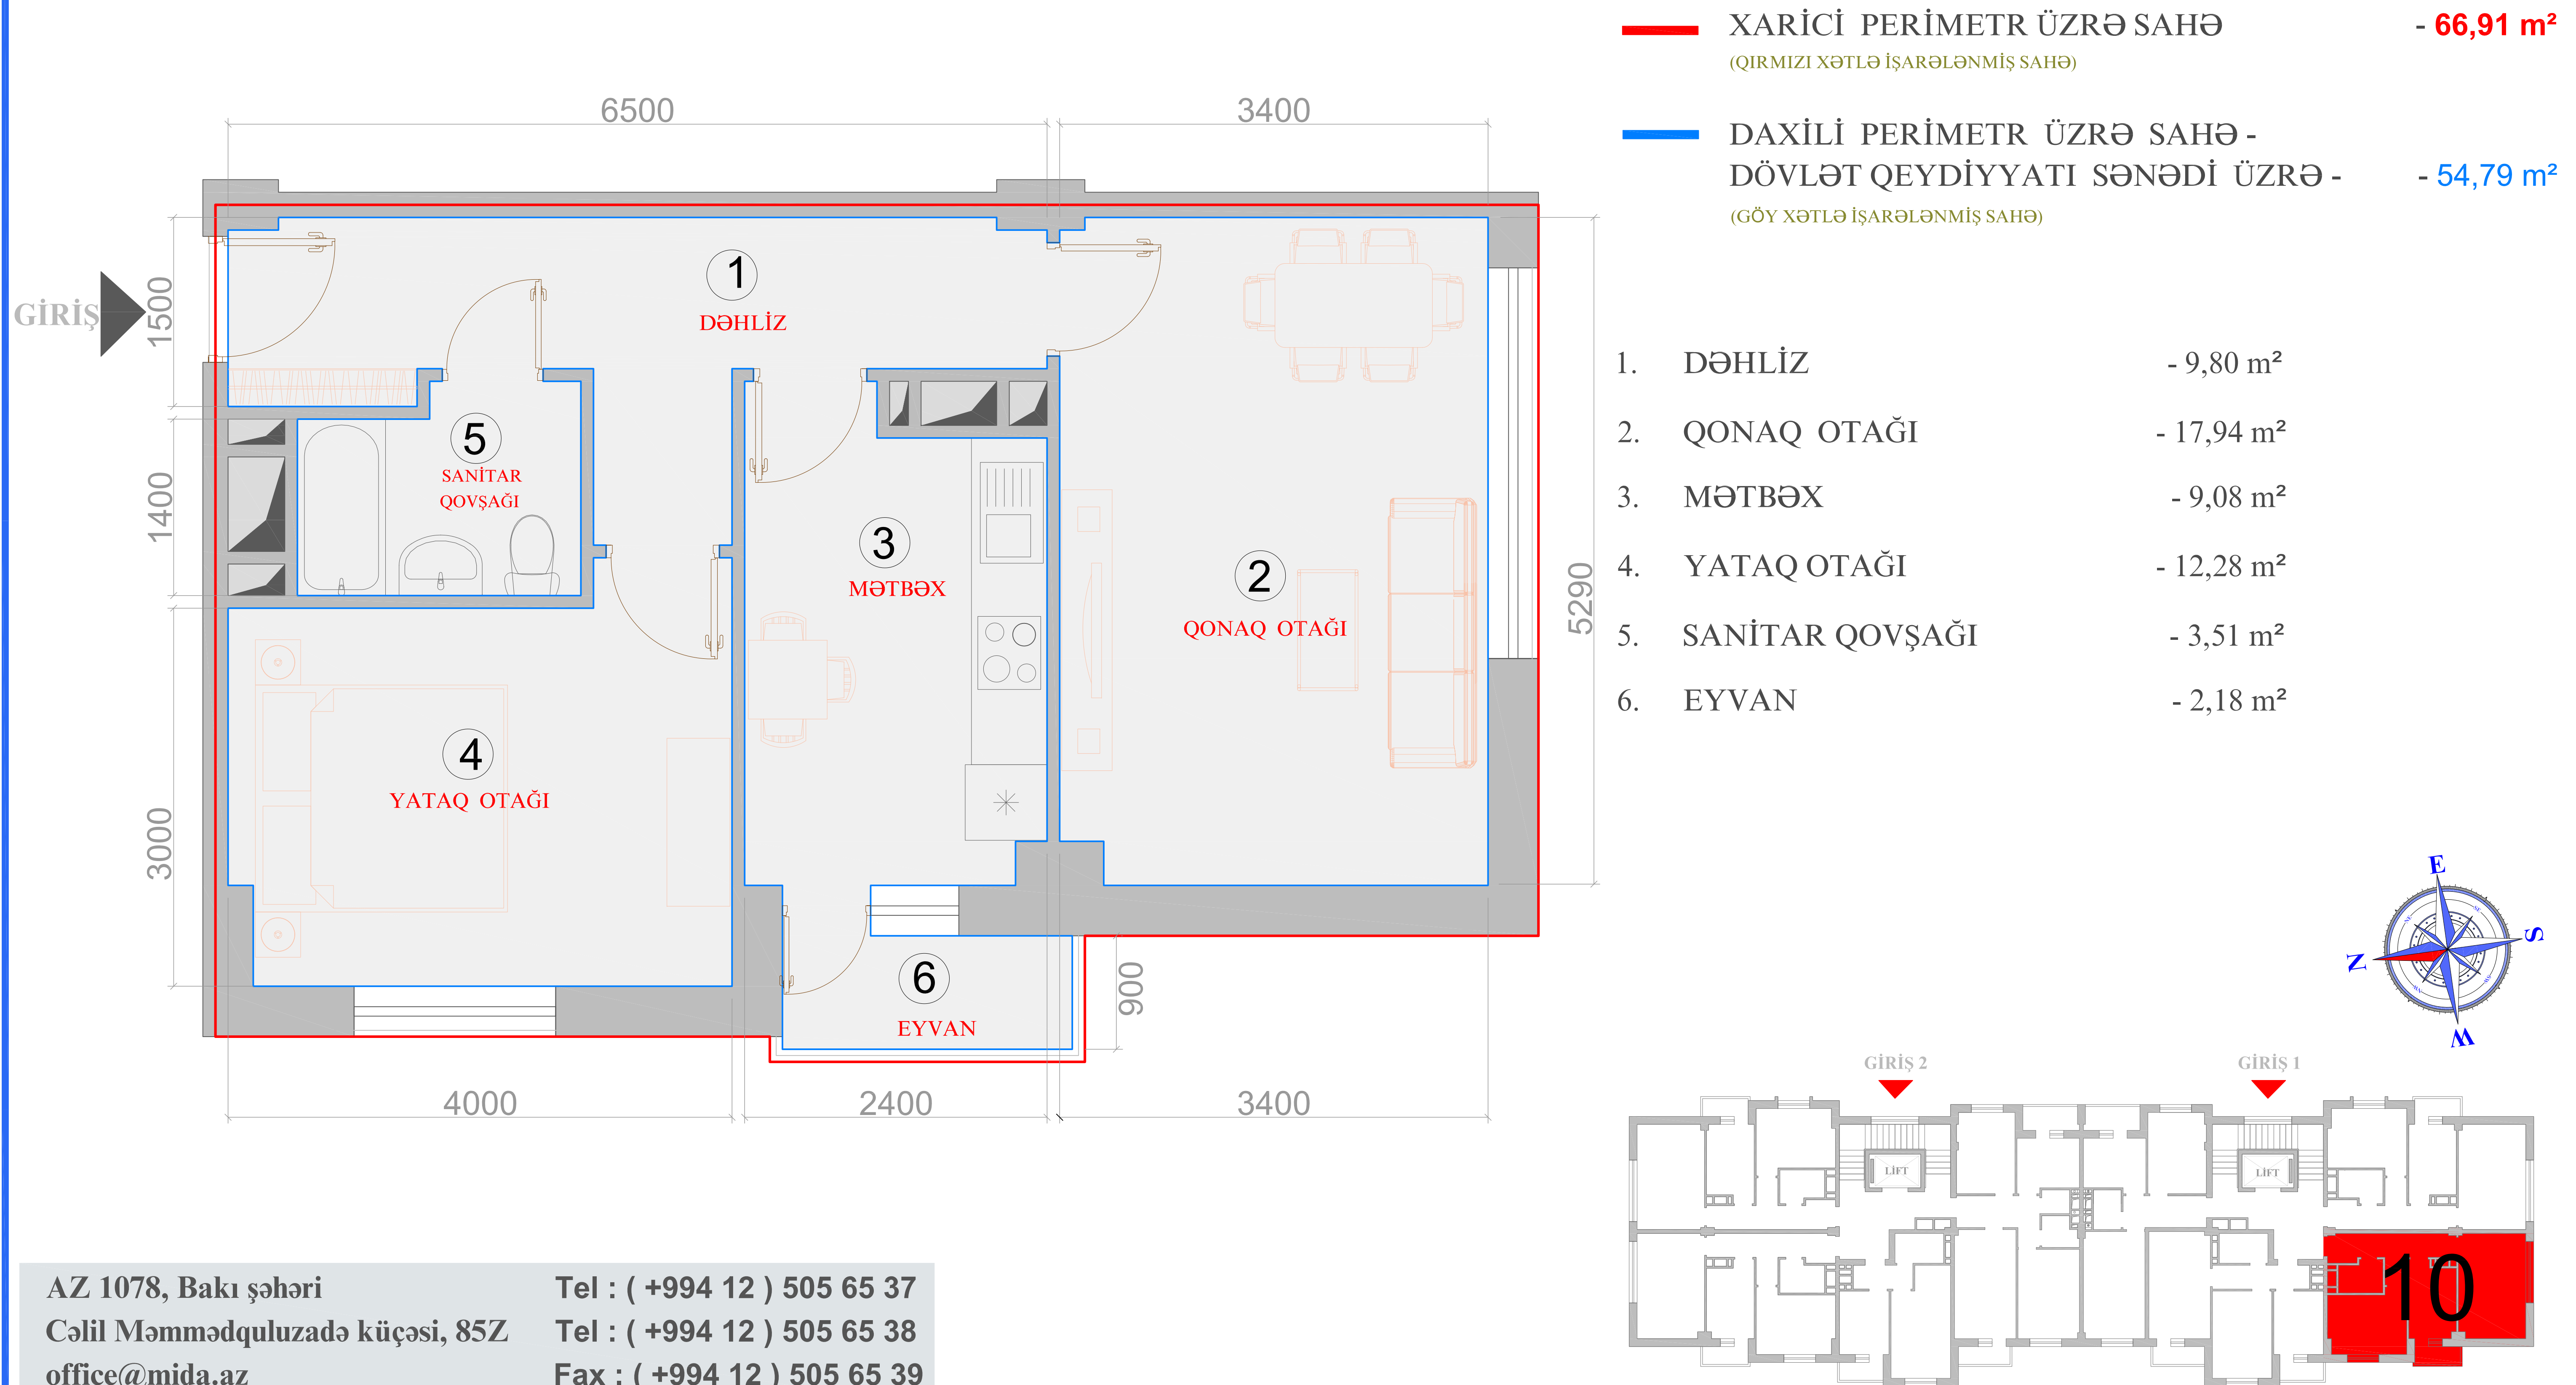 XARİCİ PERİMETR ÜZRƏ SAHƏ - 66,91 m²
(QIRMIZI XƏTLƏ İŞARƏLƏNMİŞ SAHƏ)
DAXİLİ PERİMETR ÜZRƏ SAHƏ -
DÖVLƏT QEYDİYYATI SƏNƏDİ ÜZRƏ - - 54,79 m²
(GÖY XƏTLƏ İŞARƏLƏNMİŞ SAHƏ)
6500
3400
GİRİŞ
1500
1400
3000
5290
900
4000
2400
3400
1
DƏHLİZ
5
SANİTAR
QOVŞAĞI
3
MƏTBƏX
2
QONAQ OTAĞI
4
YATAQ OTAĞI
6
EYVAN
1. DƏHLİZ - 9,80 m²
2. QONAQ OTAĞI - 17,94 m²
3. MƏTBƏX - 9,08 m²
4. YATAQ OTAĞI - 12,28 m²
5. SANİTAR QOVŞAĞI - 3,51 m²
6. EYVAN - 2,18 m²
E
S
N
W
GİRİŞ 2
GİRİŞ 1
LİFT
LİFT
10
AZ 1078, Bakı şəhəri Tel : ( +994 12 ) 505 65 37
Cəlil Məmmədquluzadə küçəsi, 85Z Tel : ( +994 12 ) 505 65 38
office@mida.az Fax : ( +994 12 ) 505 65 39